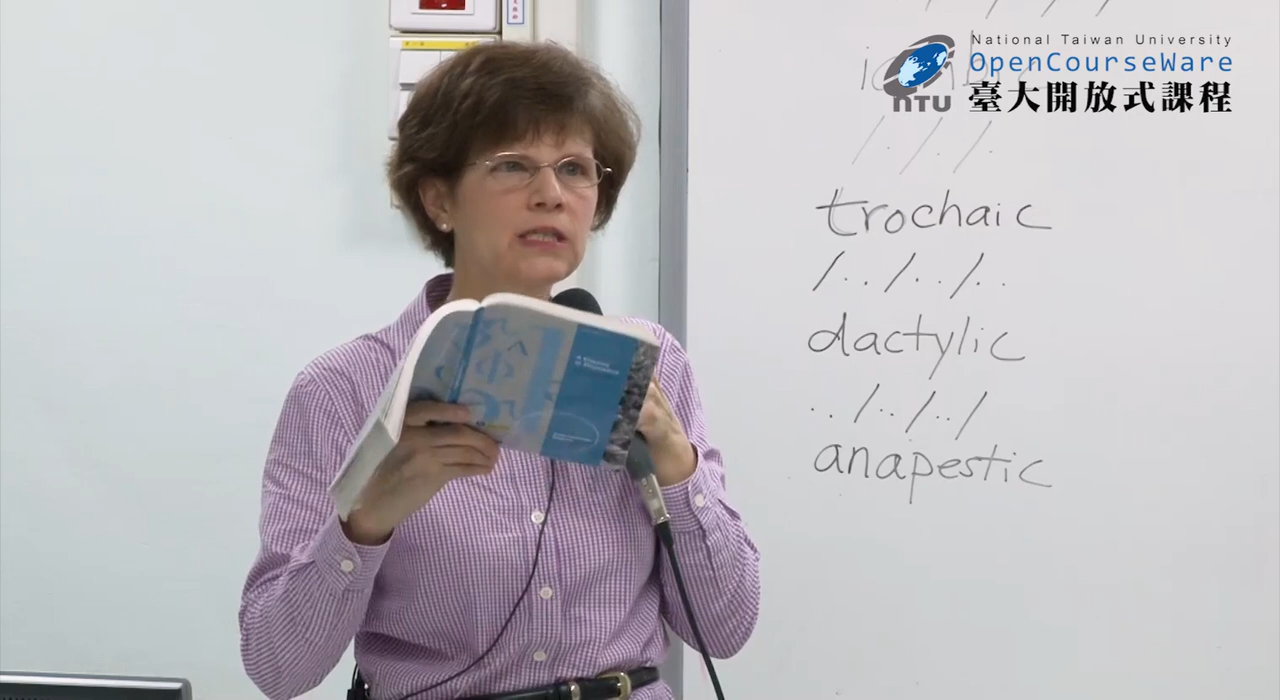 National Taiwan University
OpenCourseWare
臺大開放式課程
NTU
/ . / . / .
trochaic
/ . . / . . / . .
dactylic
. . / . . / . . /
anapestic